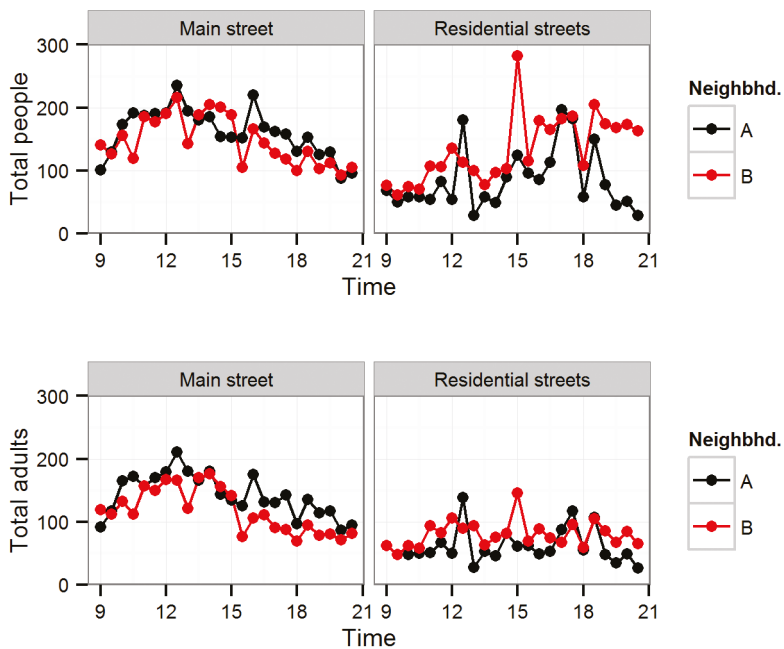 Main street Residential streets
300
200
100
0
Total people
9 12 15 18 21 9 12 15 18 21
Time
Neighbhd.
A
B
Main street Residential streets
300
200
100
0
Total adults
9 12 15 18 21 9 12 15 18 21
Time
Neighbhd.
A
B